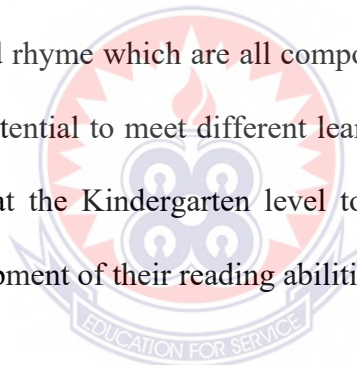 l rhyme which are all compo
tential to meet different lear
at the Kindergarten level to
pment of their reading abiliti
EDUCATION FOR SERVICE